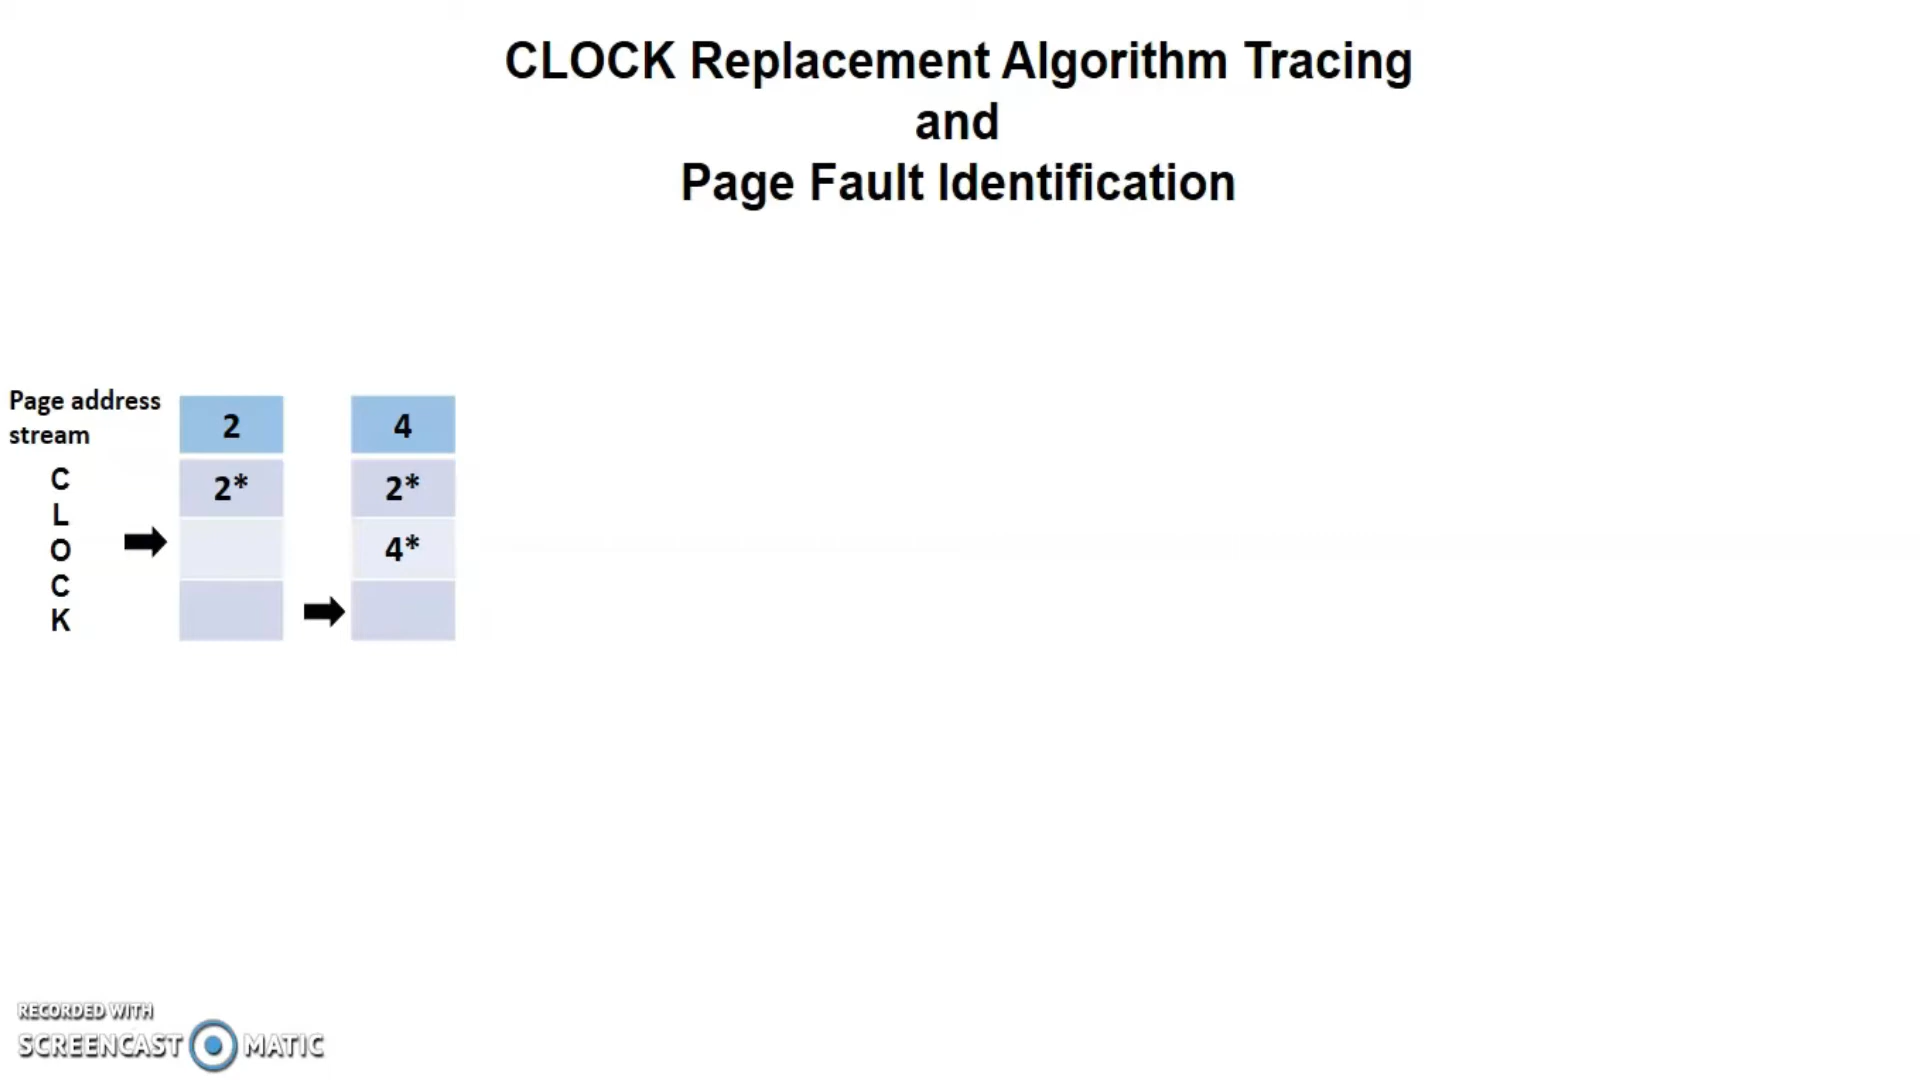 CLOCK Replacement Algorithm Tracing
and
Page Fault Identification
Page address
stream
2
4
C
L
O
C
K
2*
2*
4*
RECORDED WITH
SCREENCAST MATIC